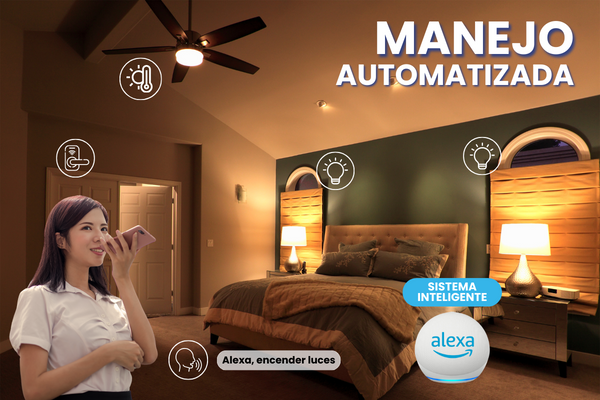 MANEJO
AUTOMATIZADA
SISTEMA
INTELIGENTE
alexa
Alexa, encender luces